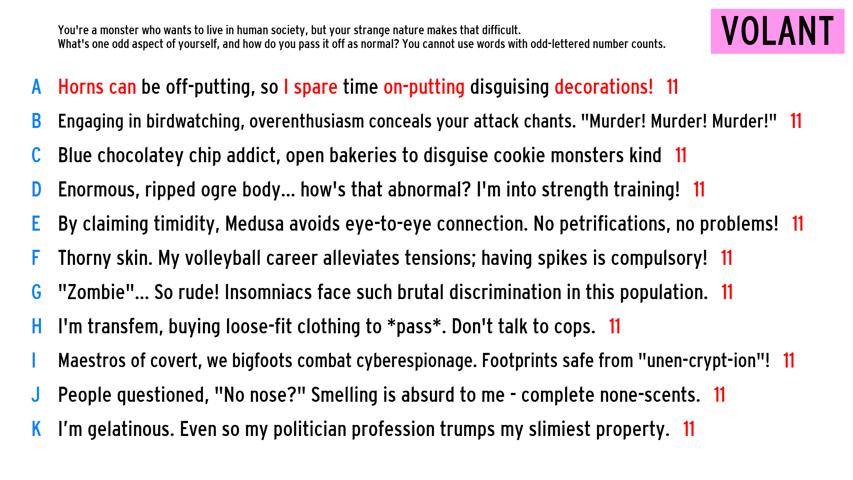 You're a monster who wants to live in human society, but your strange nature makes that difficult.
What's one odd aspect of yourself, and how do you pass it off as normal? You cannot use words with odd-lettered number counts.
VOLANT
A Horns can be off-putting, so I spare time on-putting disguising decorations! 11
B Engaging in birdwatching, overenthusiasm conceals your attack chants. "Murder! Murder! Murder!" 11
C Blue chocolatey chip addict, open bakeries to disguise cookie monsters kind 11
D Enormous, ripped ogre body... how's that abnormal? I'm into strength training! 11
E By claiming timidity, Medusa avoids eye-to-eye connection. No petrifications, no problems! 11
F Thorny skin. My volleyball career alleviates tensions; having spikes is compulsory! 11
G "Zombie"... So rude! Insomniacs face such brutal discrimination in this population. 11
H I'm transfem, buying loose-fit clothing to *pass*. Don't talk to cops. 11
I Maestros of covert, we bigfoots combat cyberespionage. Footprints safe from "unen-crypt-ion"! 11
J People questioned, "No nose?" Smelling is absurd to me - complete none-scents. 11
K I'm gelatinous. Even so my politician profession trumps my slimiest property. 11